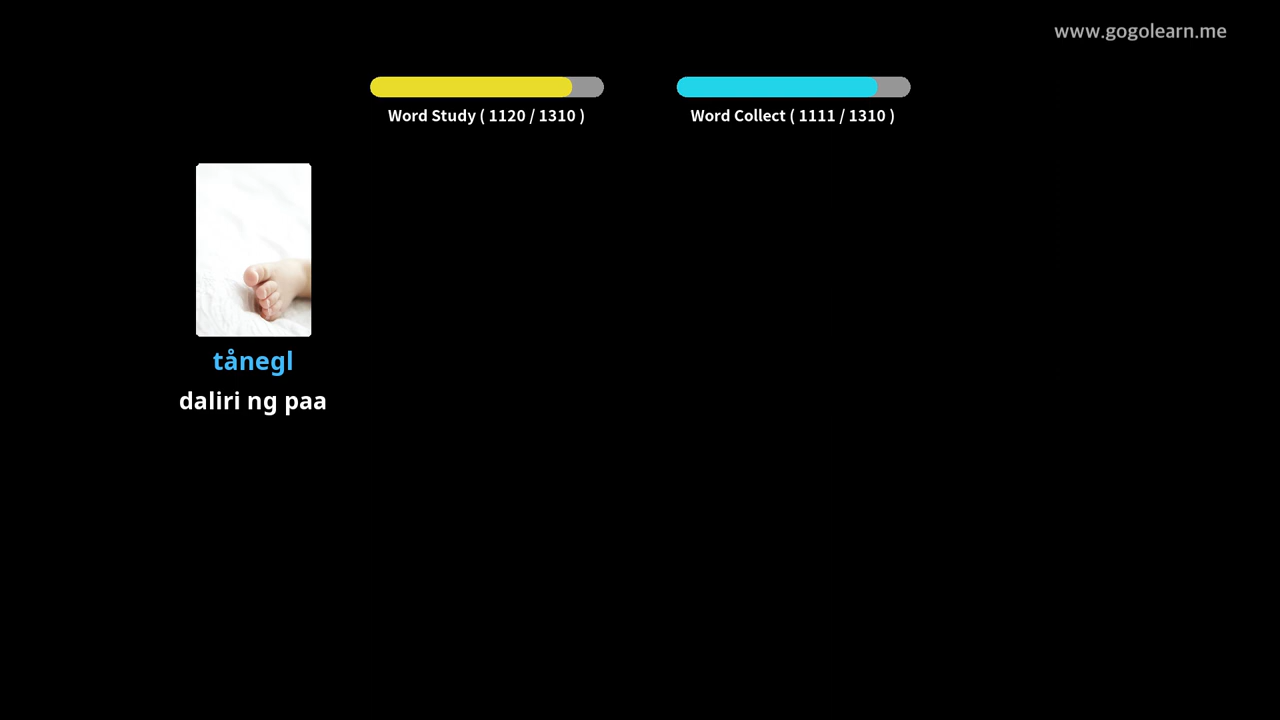 www.gogolearn.me
Word Study ( 1120 / 1310 )
Word Collect ( 1111 / 1310 )
tånegl
daliri ng paa